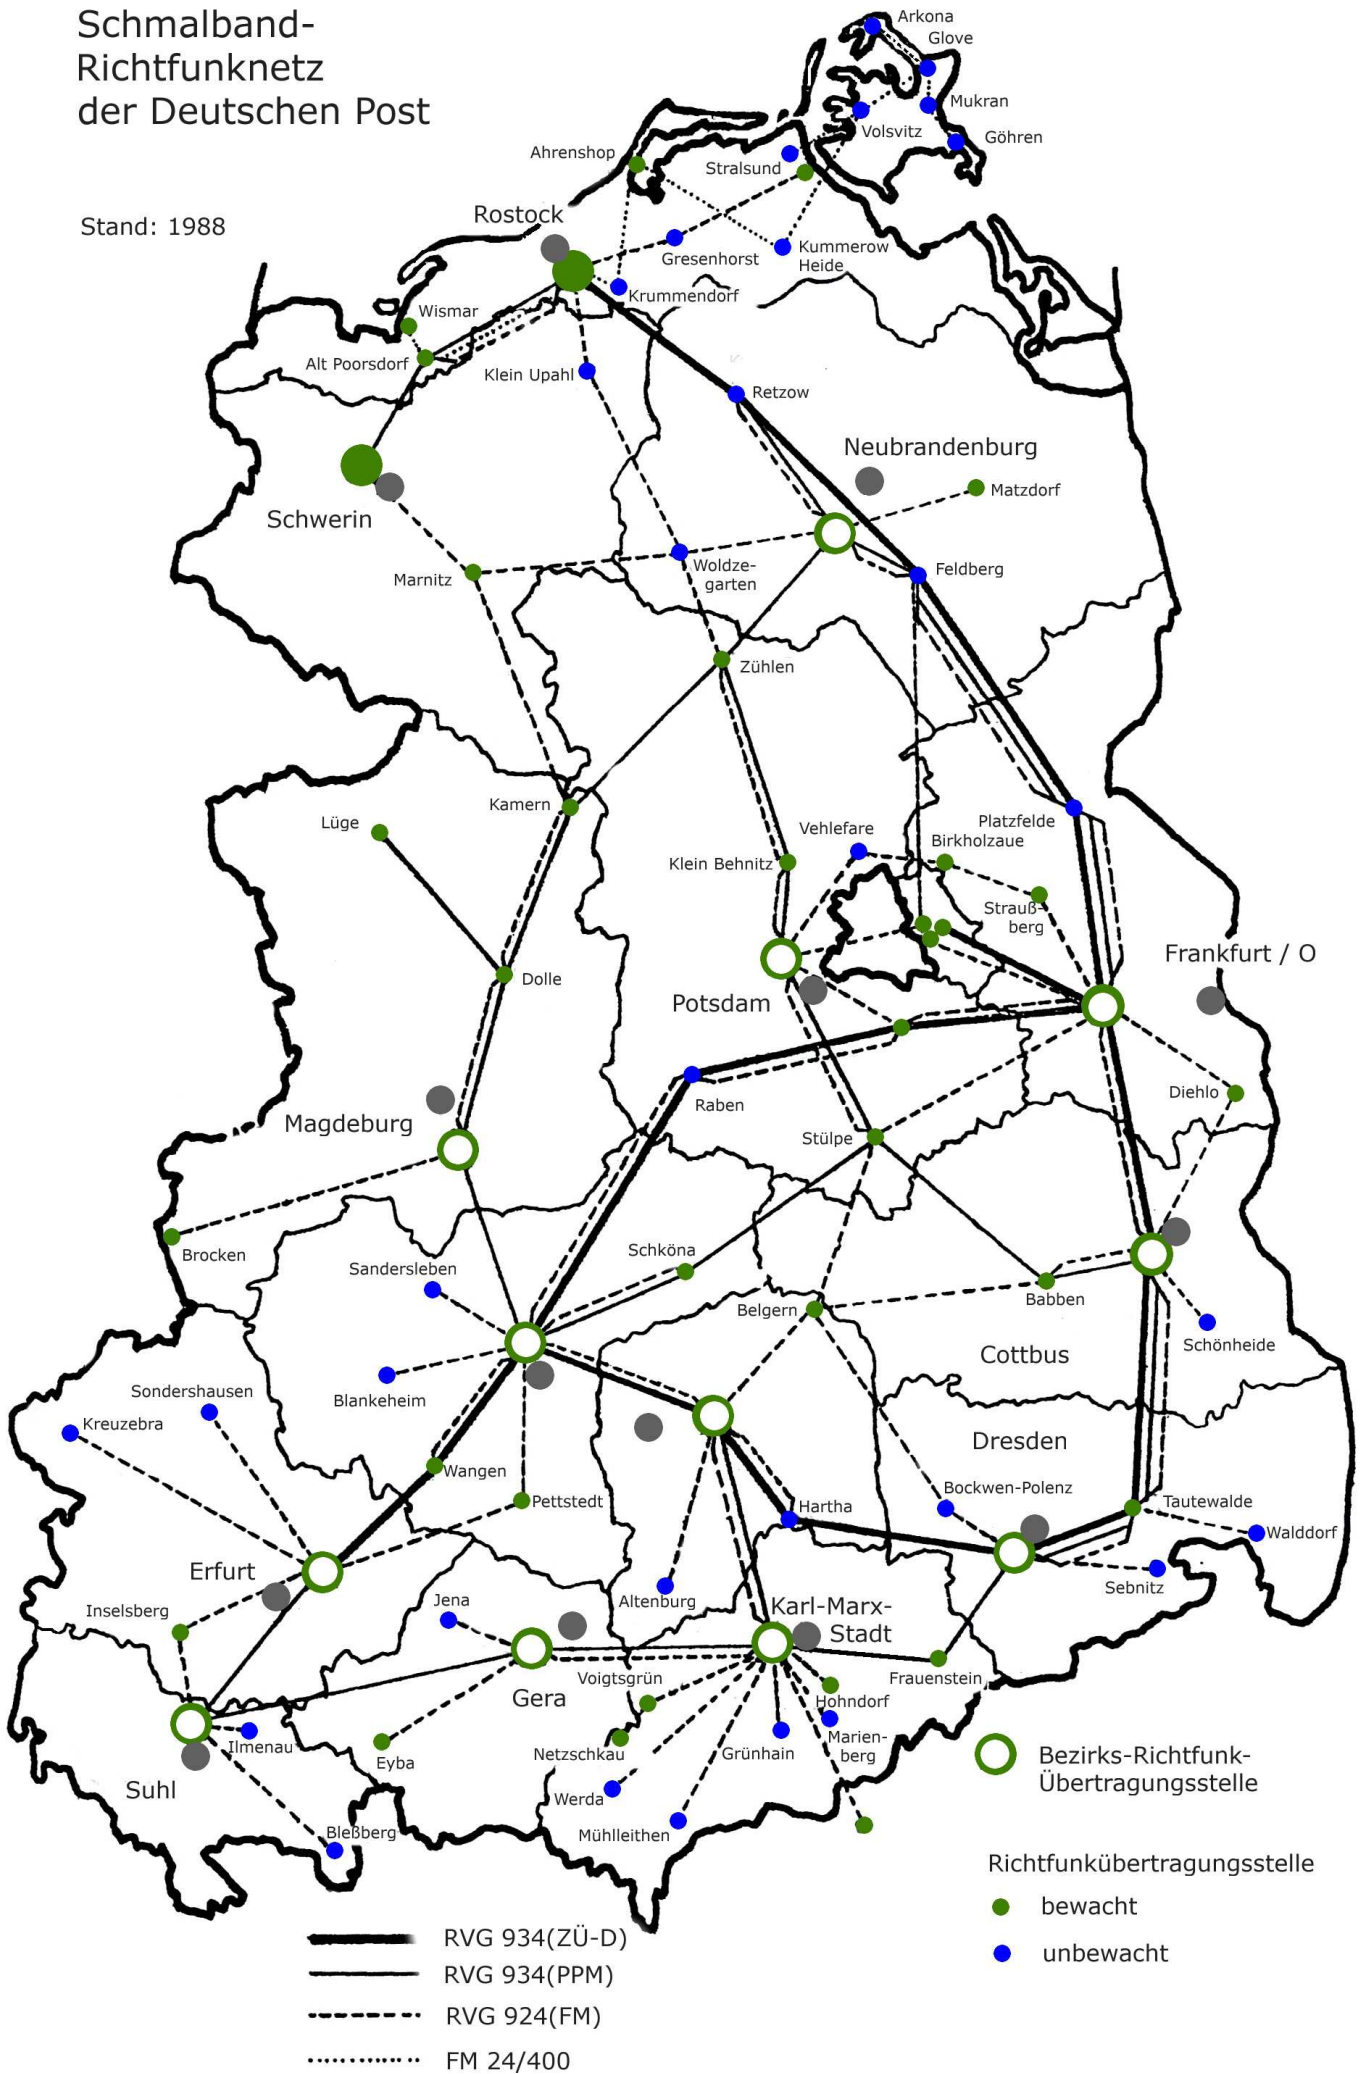 Schmalband-
Richtfunknetz
der Deutschen Post
Stand: 1988
Arkona
Glove
Mukran
Volsvitz
Göhren
Ahrenshop
Stralsund
Rostock
Gresenhorst
Kummerow
Heide
Krummendorf
Wismar
Alt Poorsdorf
Klein Upahl
Retzow
Neubrandenburg
Matzdorf
Schwerin
Marnitz
Woldze-
garten
Feldberg
Zühlen
Kamern
Lüge
Vehlefare
Platzfelde
Birkholzaue
Klein Behnitz
Strauß-
berg
Frankfurt / O
Dolle
Potsdam
Raben
Diehlo
Magdeburg
Stülpe
Brocken
Schköna
Sandersleben
Babben
Belgern
Schönheide
Cottbus
Blankeheim
Sondershausen
Kreuzebra
Dresden
Wangen
Bockwen-Polenz
Pettstedt
Hartha
Tautewalde
Walddorf
Erfurt
Sebnitz
Inselsberg
Jena
Altenburg
Karl-Marx-
Stadt
Voigtsgrün
Frauenstein
Gera
Hohndorf
Ilmenau
Eyba
Netzschkau
Grünhain
Marien-
berg
Suhl
Werda
Mühlleithen
Bleßberg
Bezirks-Richtfunk-
Übertragungsstelle
Richtfunkübertragungsstelle
bewacht
unbewacht
RVG 934(ZÜ-D)
RVG 934(PPM)
RVG 924(FM)
FM 24/400